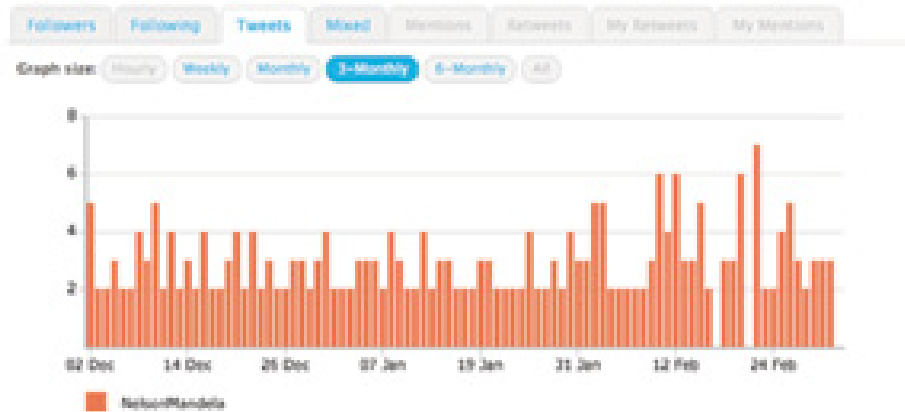 Followers Following Tweets Mixed Mentions Retweets My Retweets My Mentions
Graph size: Hourly Weekly Monthly 3-Monthly 6-Monthly All
8
6
4
2
02 Dec 14 Dec 26 Dec 07 Jan 19 Jan 31 Jan 12 Feb 24 Feb
NelsonMandela